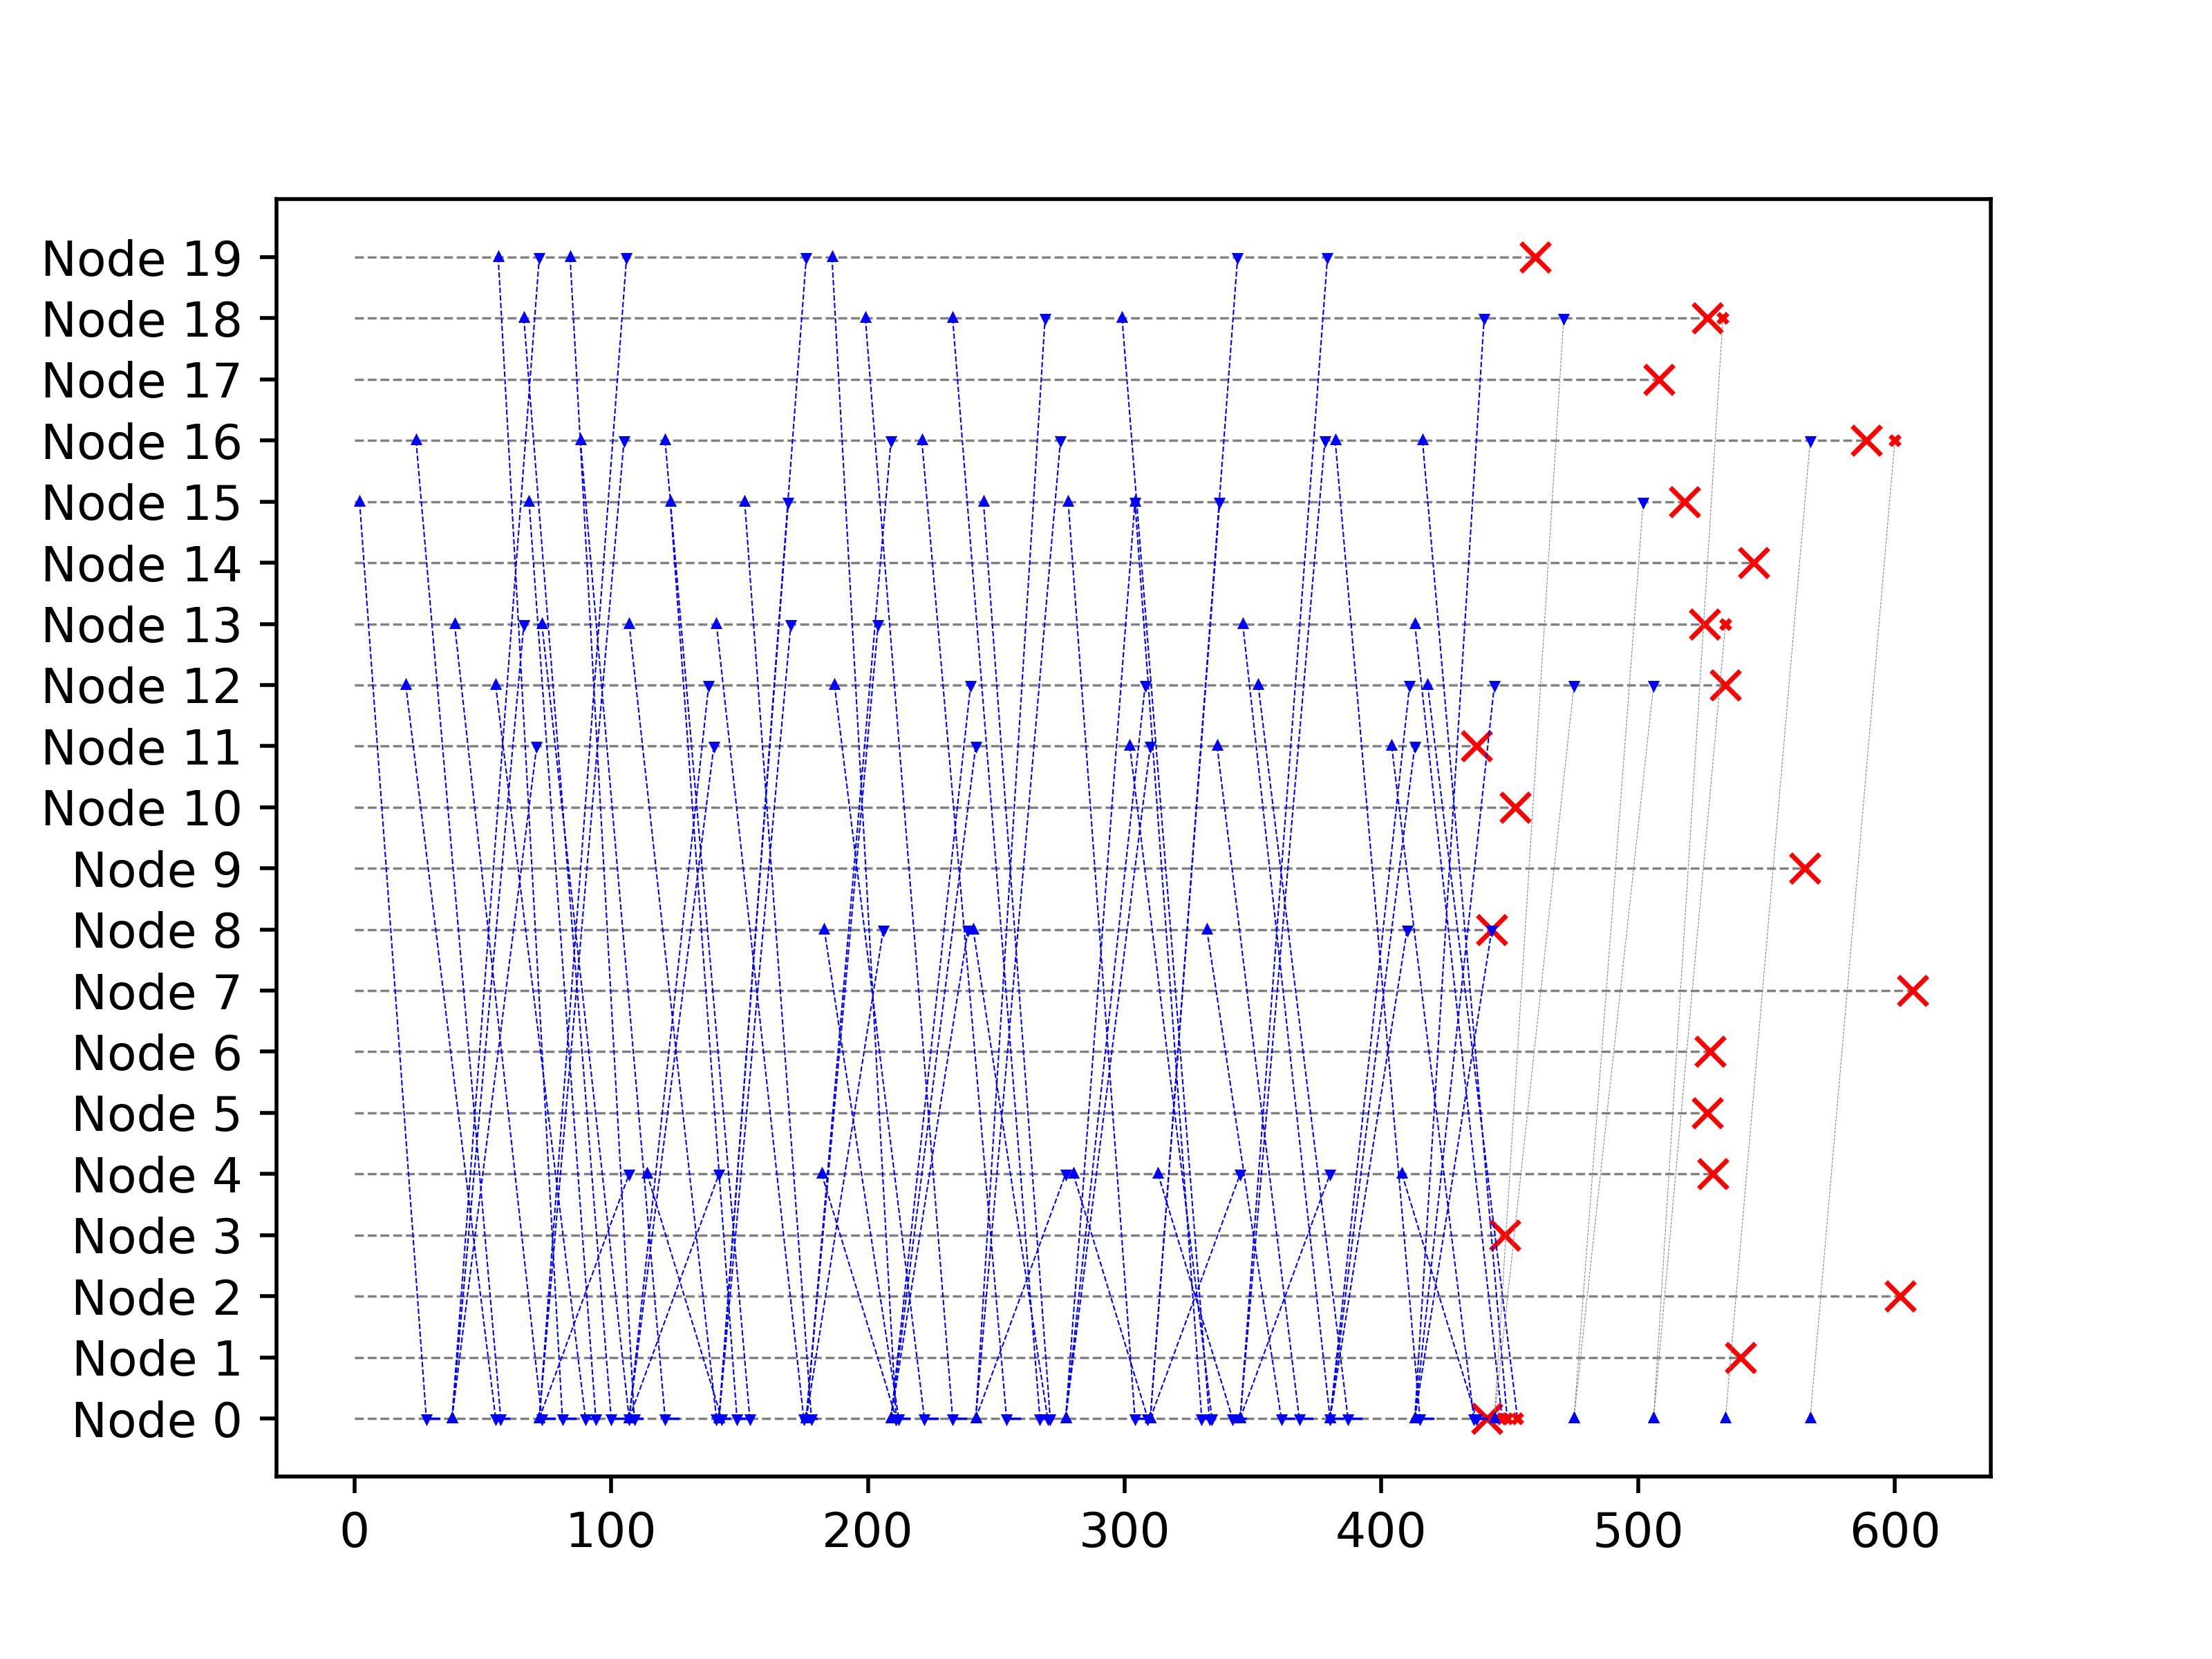 Node 19
Node 18
Node 17
Node 16
Node 15
Node 14
Node 13
Node 12
Node 11
Node 10
Node 9
Node 8
Node 7
Node 6
Node 5
Node 4
Node 3
Node 2
Node 1
Node 0
0 100 200 300 400 500 600